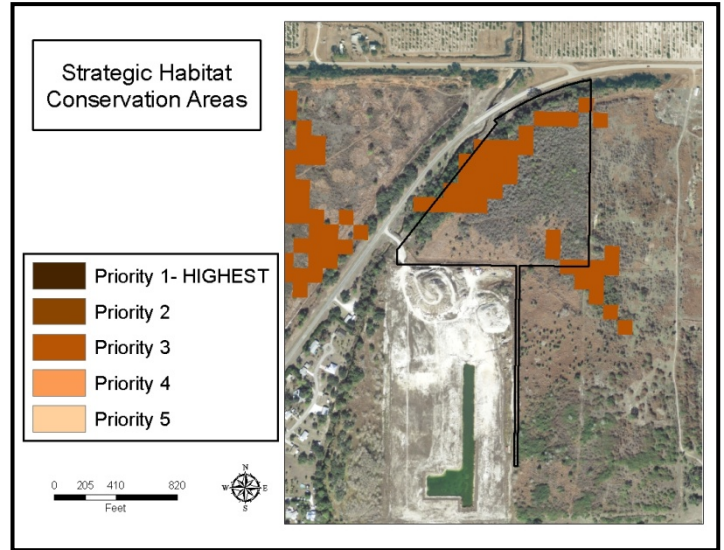 Strategic Habitat
Conservation Areas
Priority 1- HIGHEST
Priority 2
Priority 3
Priority 4
Priority 5
0 205 410 820
Feet
N
W E
S